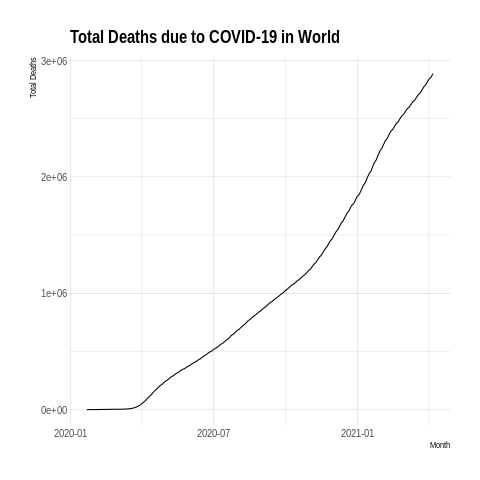 Total Deaths due to COVID-19 in World
Total Deaths
3e+06
2e+06
1e+06
0e+00
2020-01 2020-07 2021-01
Month